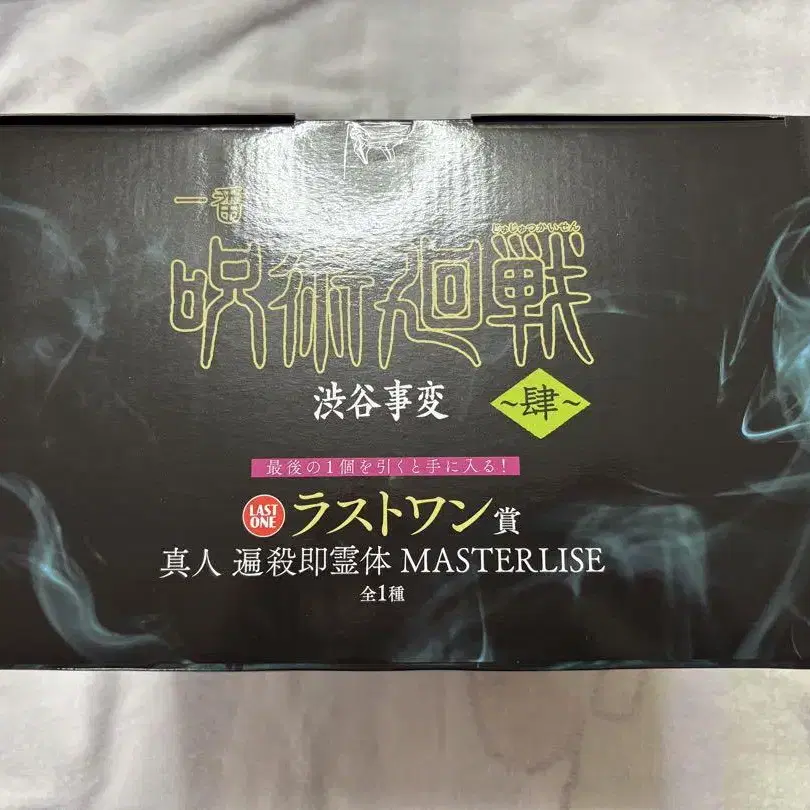 一番
じゅじゅつかいせん
呪術廻戦
渋谷事変 ～肆～
最後の1個を引くと手に入る!
LAST ONE ラストワン賞
真人 遍殺即霊体 MASTERLISE
全1種